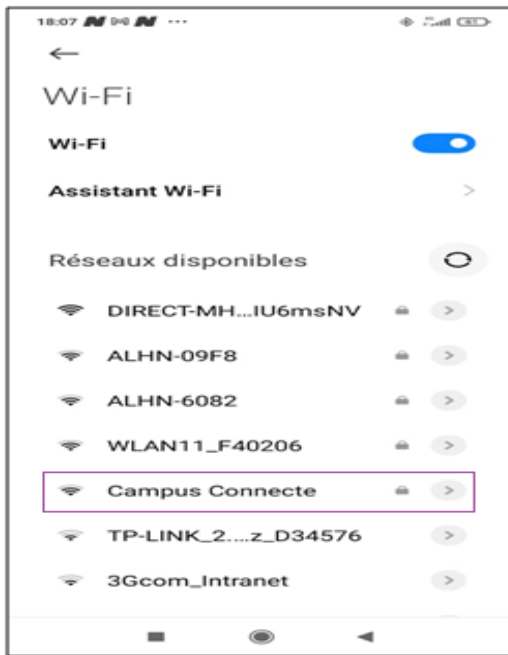 18:07
Wi-Fi
Wi-Fi
Assistant Wi-Fi
Réseaux disponibles
DIRECT-MH...IU6msNV
ALHN-09F8
ALHN-6082
WLAN11_F40206
Campus Connecte
TP-LINK_2....z_D34576
3Gcom_Intranet